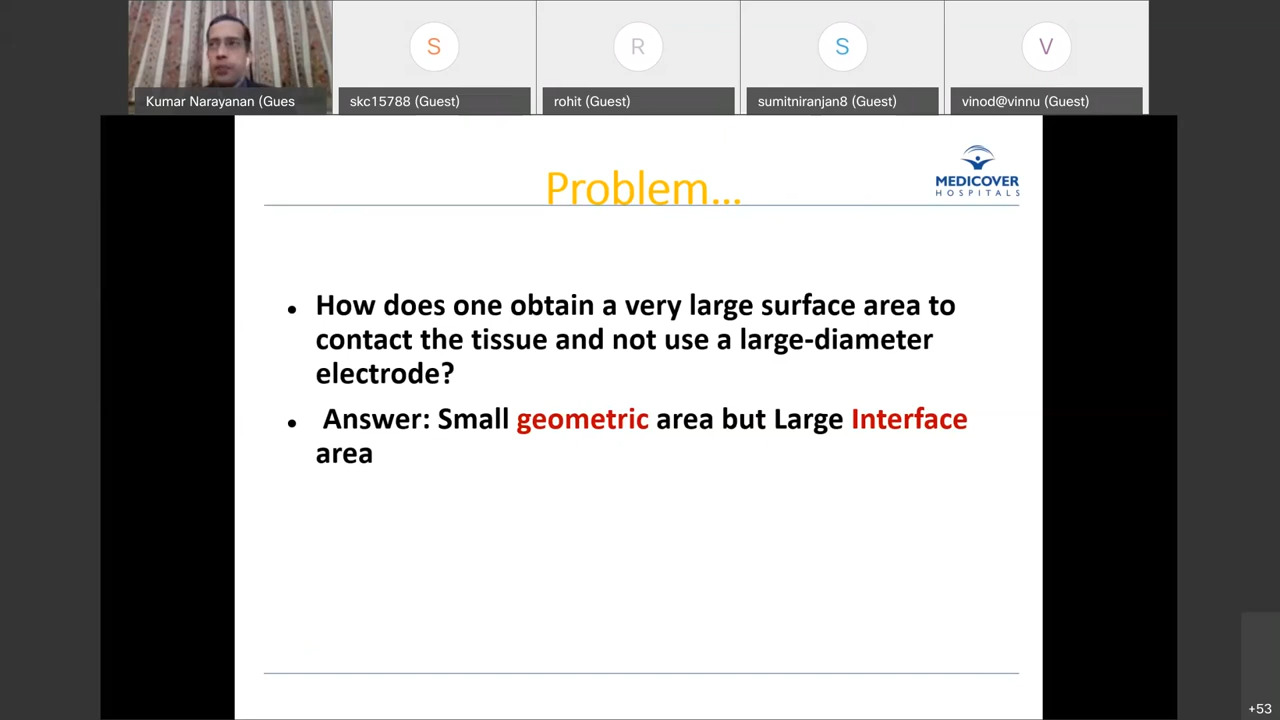 S
R
S
V
Kumar Narayanan (Gues
skc15788 (Guest)
rohit (Guest)
sumitniranjan8 (Guest)
vinod@vinnu (Guest)
Problem...
MEDICOVER
HOSPITALS
• How does one obtain a very large surface area to
contact the tissue and not use a large-diameter
electrode?
• Answer: Small geometric area but Large Interface
area
+53